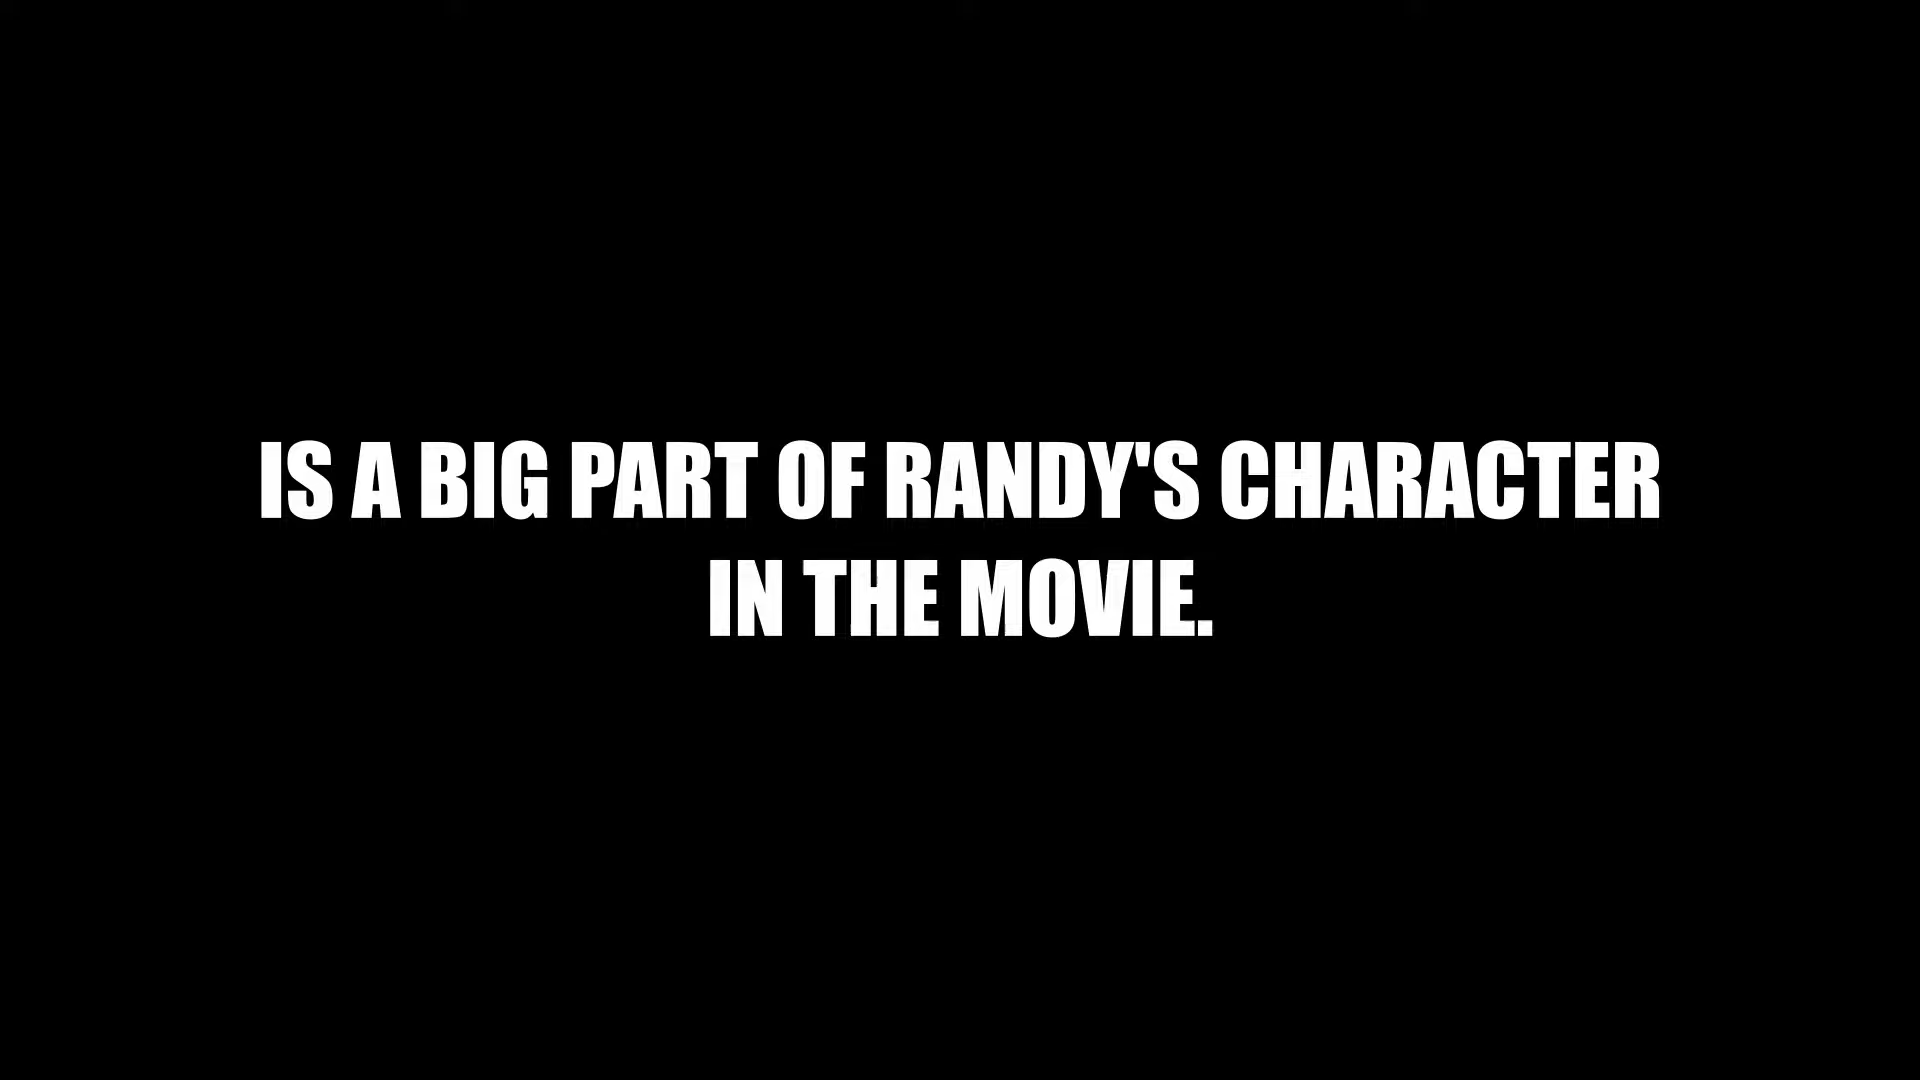 IS A BIG PART OF RANDY'S CHARACTER
IN THE MOVIE.